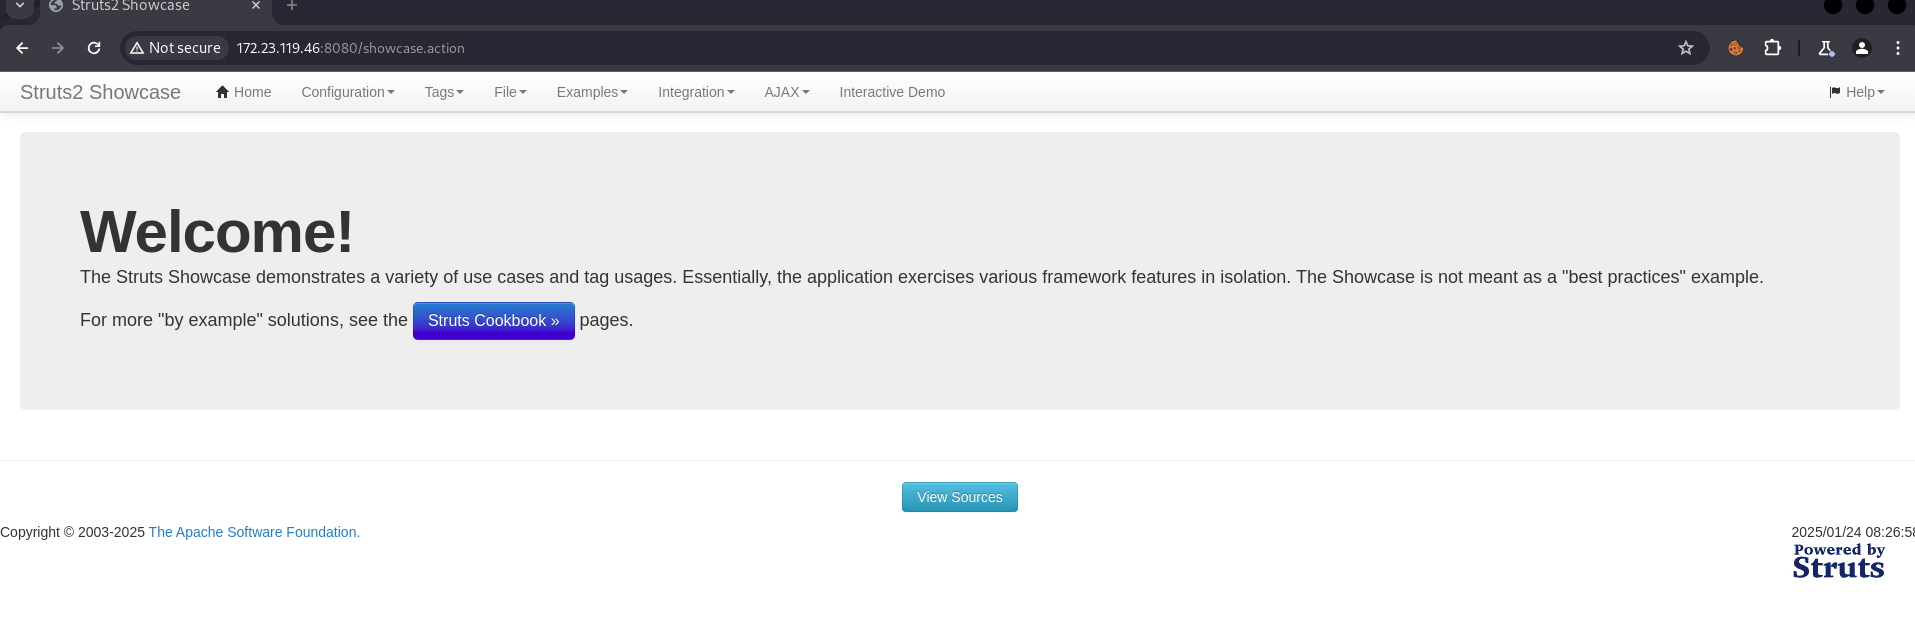 Struts2 Showcase
Not secure 172.23.119.46:8080/showcase.action
Struts2 Showcase Home Configuration Tags File Examples Integration AJAX Interactive Demo Help
Welcome!
The Struts Showcase demonstrates a variety of use cases and tag usages. Essentially, the application exercises various framework features in isolation. The Showcase is not meant as a "best practices" example.
For more "by example" solutions, see the Struts Cookbook » pages.
View Sources
Copyright © 2003-2025 The Apache Software Foundation. 2025/01/24 08:26:58
Powered by
Struts